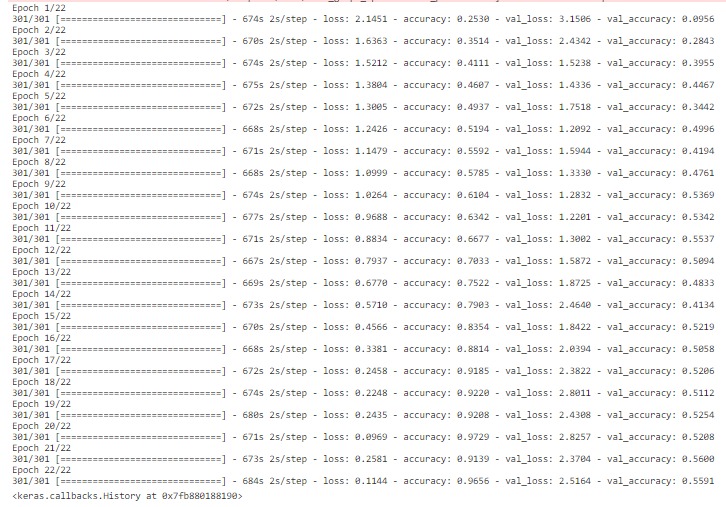 Epoch 1/22
301/301 [==============================] - 674s 2s/step - loss: 2.1451 - accuracy: 0.2530 - val_loss: 3.1506 - val_accuracy: 0.0956
Epoch 2/22
301/301 [==============================] - 670s 2s/step - loss: 1.6363 - accuracy: 0.3514 - val_loss: 2.4342 - val_accuracy: 0.2843
Epoch 3/22
301/301 [==============================] - 674s 2s/step - loss: 1.5212 - accuracy: 0.4111 - val_loss: 1.5238 - val_accuracy: 0.3955
Epoch 4/22
301/301 [==============================] - 675s 2s/step - loss: 1.3804 - accuracy: 0.4607 - val_loss: 1.4336 - val_accuracy: 0.4467
Epoch 5/22
301/301 [==============================] - 672s 2s/step - loss: 1.3005 - accuracy: 0.4937 - val_loss: 1.7518 - val_accuracy: 0.3442
Epoch 6/22
301/301 [==============================] - 668s 2s/step - loss: 1.2426 - accuracy: 0.5194 - val_loss: 1.2092 - val_accuracy: 0.4996
Epoch 7/22
301/301 [==============================] - 671s 2s/step - loss: 1.1479 - accuracy: 0.5592 - val_loss: 1.5944 - val_accuracy: 0.4194
Epoch 8/22
301/301 [==============================] - 668s 2s/step - loss: 1.0999 - accuracy: 0.5785 - val_loss: 1.3330 - val_accuracy: 0.4761
Epoch 9/22
301/301 [==============================] - 674s 2s/step - loss: 1.0264 - accuracy: 0.6104 - val_loss: 1.2832 - val_accuracy: 0.5369
Epoch 10/22
301/301 [==============================] - 677s 2s/step - loss: 0.9688 - accuracy: 0.6342 - val_loss: 1.2201 - val_accuracy: 0.5342
Epoch 11/22
301/301 [==============================] - 671s 2s/step - loss: 0.8834 - accuracy: 0.6677 - val_loss: 1.3002 - val_accuracy: 0.5537
Epoch 12/22
301/301 [==============================] - 667s 2s/step - loss: 0.7937 - accuracy: 0.7033 - val_loss: 1.5872 - val_accuracy: 0.5094
Epoch 13/22
301/301 [==============================] - 669s 2s/step - loss: 0.6770 - accuracy: 0.7522 - val_loss: 1.8725 - val_accuracy: 0.4833
Epoch 14/22
301/301 [==============================] - 673s 2s/step - loss: 0.5710 - accuracy: 0.7903 - val_loss: 2.4640 - val_accuracy: 0.4134
Epoch 15/22
301/301 [==============================] - 670s 2s/step - loss: 0.4566 - accuracy: 0.8354 - val_loss: 1.8422 - val_accuracy: 0.5219
Epoch 16/22
301/301 [==============================] - 668s 2s/step - loss: 0.3381 - accuracy: 0.8814 - val_loss: 2.0394 - val_accuracy: 0.5058
Epoch 17/22
301/301 [==============================] - 672s 2s/step - loss: 0.2458 - accuracy: 0.9185 - val_loss: 2.3822 - val_accuracy: 0.5206
Epoch 18/22
301/301 [==============================] - 674s 2s/step - loss: 0.2248 - accuracy: 0.9220 - val_loss: 2.8011 - val_accuracy: 0.5112
Epoch 19/22
301/301 [==============================] - 680s 2s/step - loss: 0.2435 - accuracy: 0.9208 - val_loss: 2.4308 - val_accuracy: 0.5254
Epoch 20/22
301/301 [==============================] - 671s 2s/step - loss: 0.0969 - accuracy: 0.9729 - val_loss: 2.8257 - val_accuracy: 0.5208
Epoch 21/22
301/301 [==============================] - 673s 2s/step - loss: 0.2581 - accuracy: 0.9139 - val_loss: 2.3704 - val_accuracy: 0.5600
Epoch 22/22
301/301 [==============================] - 684s 2s/step - loss: 0.1144 - accuracy: 0.9656 - val_loss: 2.5164 - val_accuracy: 0.5591
<keras.callbacks.History at 0x7fb880188190>